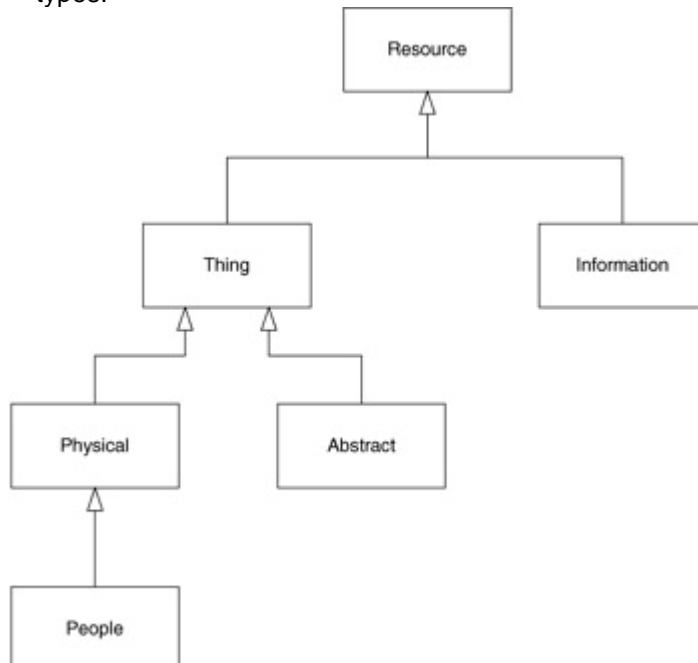 types.
Resource
Thing
Information
Physical
Abstract
People